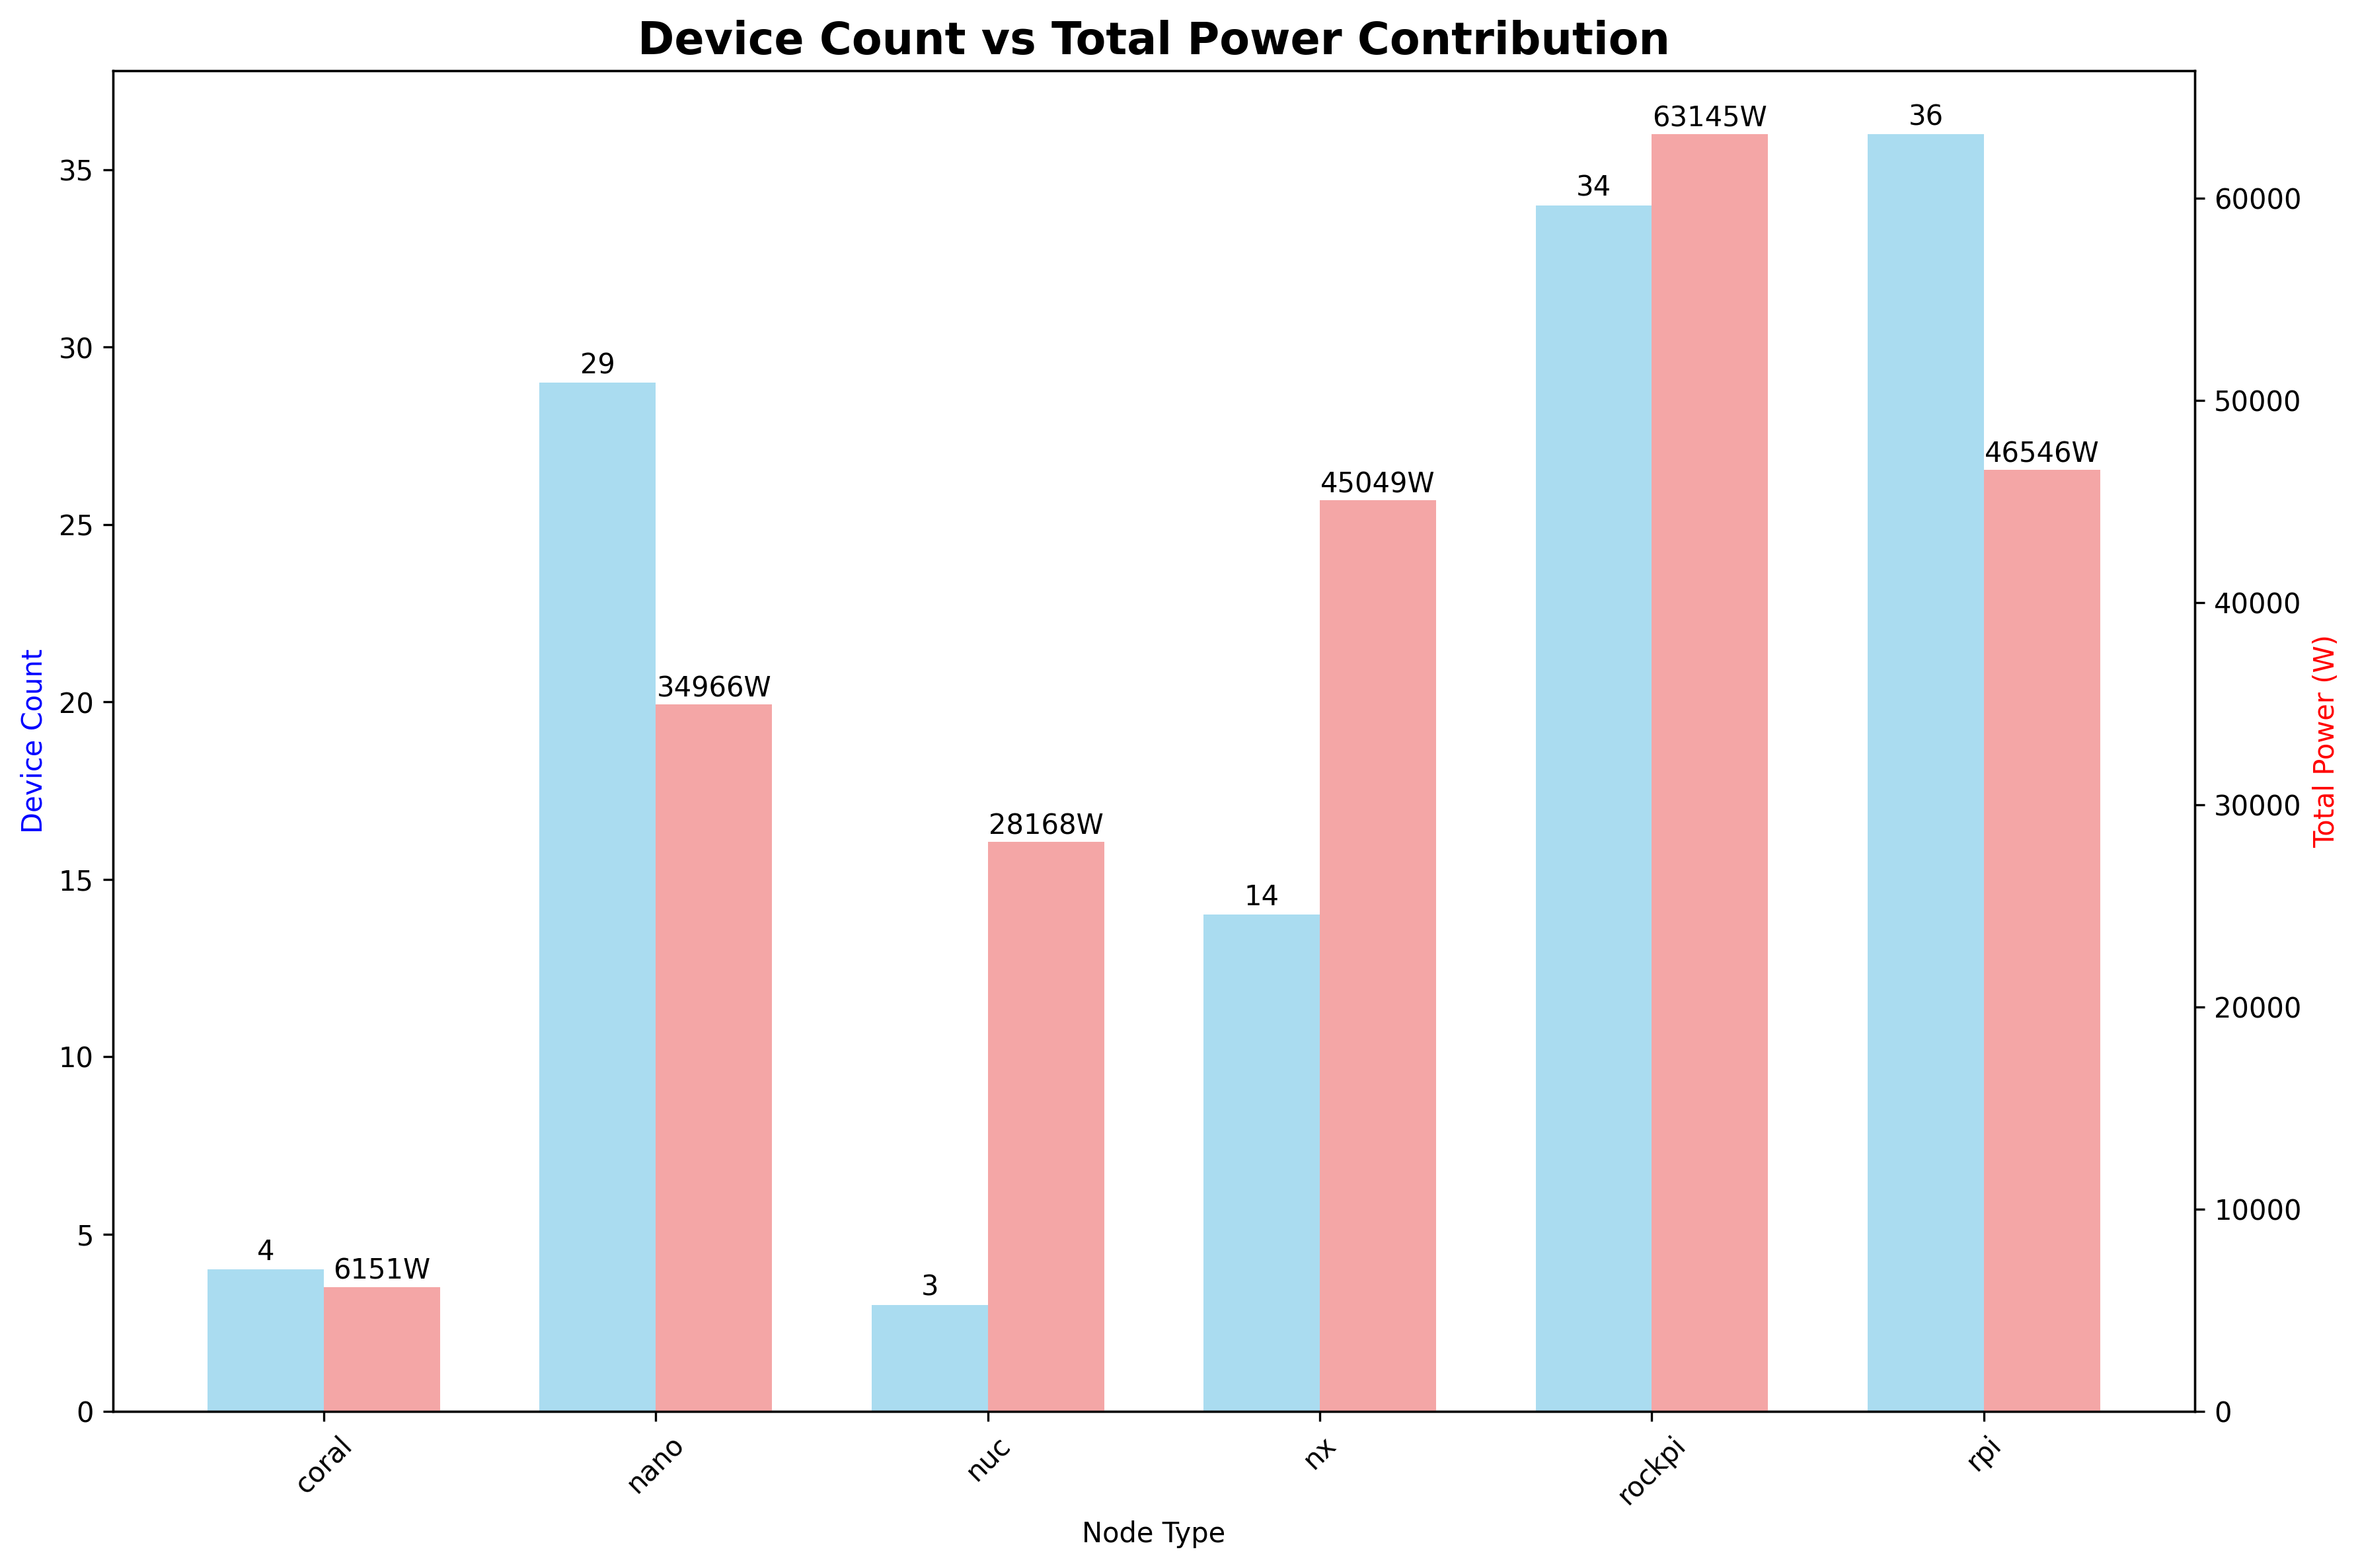 Device Count vs Total Power Contribution
Device Count
35
30
25
20
15
10
5
0
4
6151W
29
34966W
3
28168W
14
45049W
34
63145W
36
46546W
60000
50000
40000
30000
20000
10000
0
Total Power (W)
coral
nano
nuc
nx
rockpi
rpi
Node Type